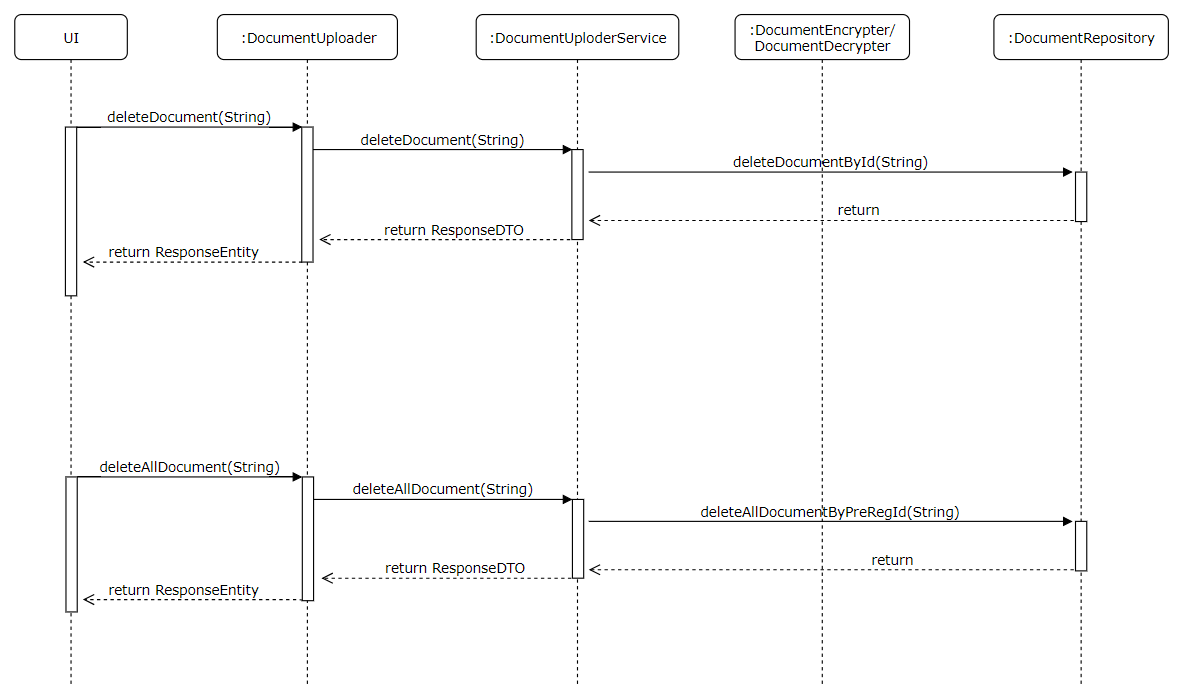 UI
:DocumentUploader
:DocumentUploderService
:DocumentEncrypter/
DocumentDecrypter
:DocumentRepository
deleteDocument(String)
deleteDocument(String)
deleteDocumentById(String)
return
return ResponseDTO
return ResponseEntity
deleteAllDocument(String)
deleteAllDocument(String)
deleteAllDocumentByPreRegId(String)
return
return ResponseDTO
return ResponseEntity